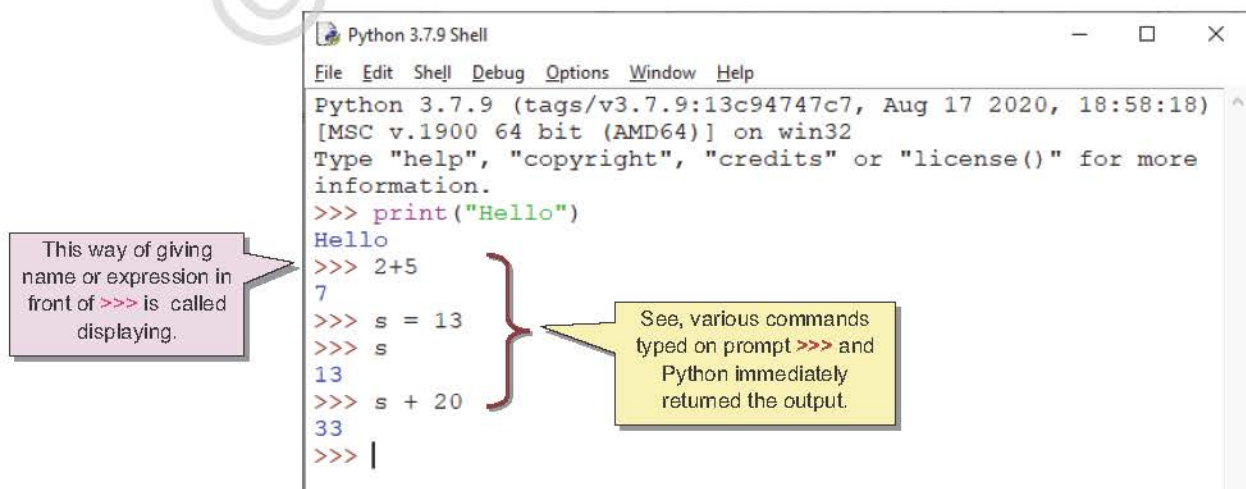 Python 3.7.9 Shell
File Edit Shell Debug Options Window Help
Python 3.7.9 (tags/v3.7.9:13c94747c7, Aug 17 2020, 18:58:18)
[MSC v.1900 64 bit (AMD64)] on win32
Type "help", "copyright", "credits" or "license()" for more
information.
>>> print("Hello")
Hello
>>> 2+5
7
>>> s = 13
>>> s
13
>>> s + 20
33
>>>
This way of giving
name or expression in
front of >>> is called
displaying.
See, various commands
typed on prompt >>> and
Python immediately
returned the output.